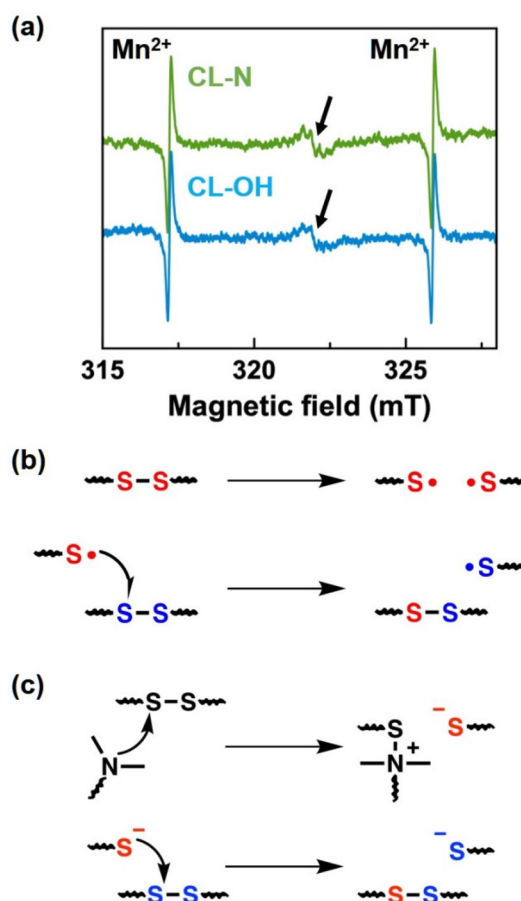 (a)
Mn²⁺ Mn²⁺
CL-N
CL-OH
315 320 325
Magnetic field (mT)
(b)
S–S S• •S
S• •S
S–S S–S
(c)
S–S S ⁻S
N N⁺
S⁻ ⁻S
S–S S–S